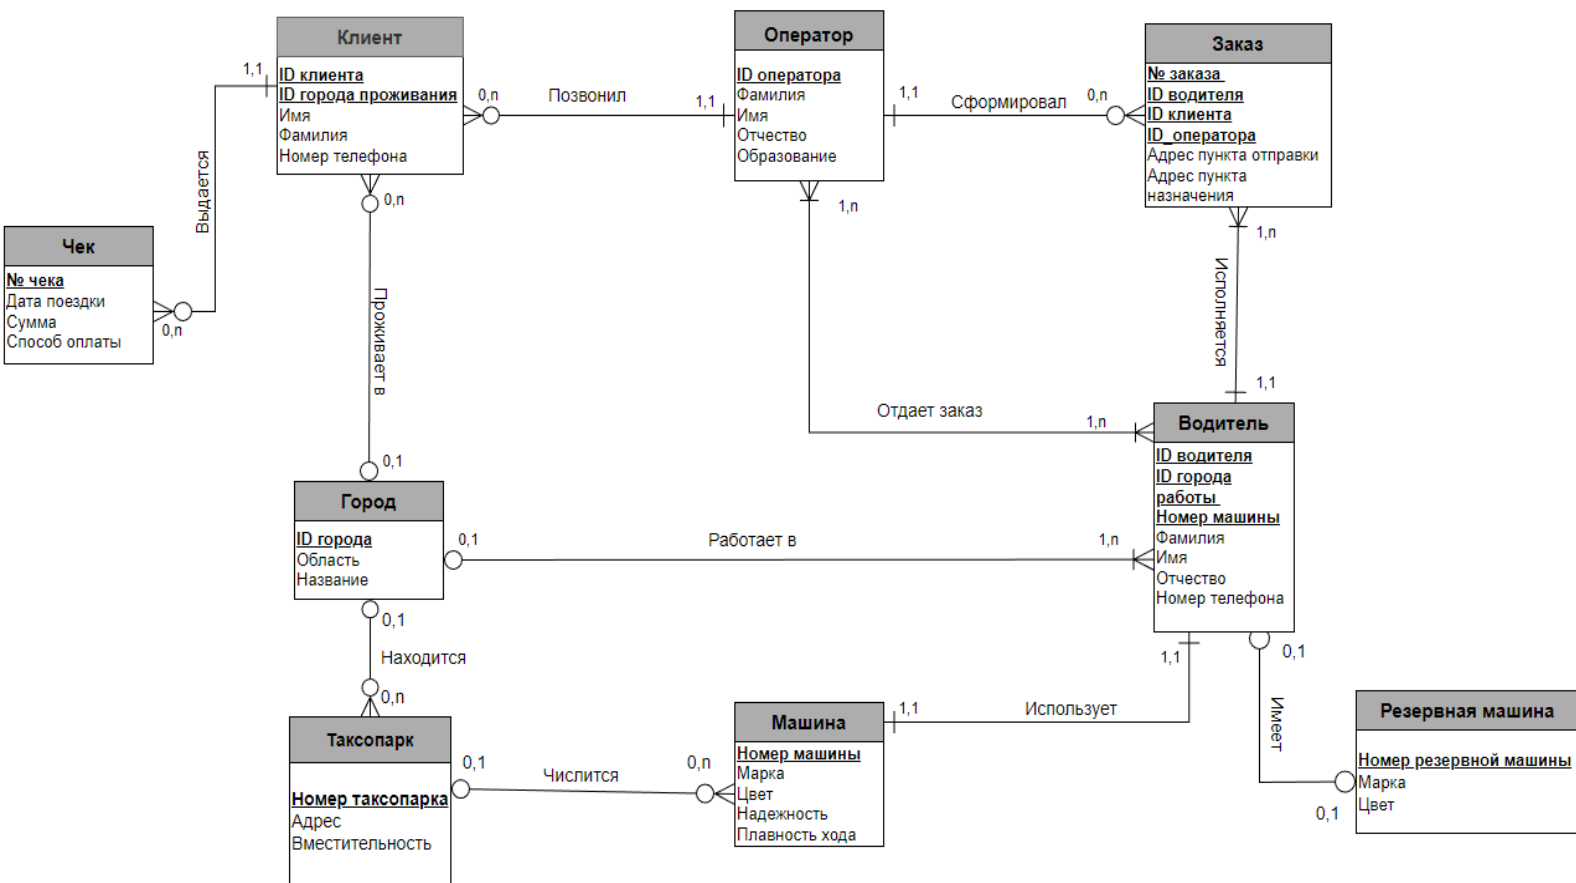 Клиент
ID клиента
ID города проживания
Имя
Фамилия
Номер телефона
1,1
0,n
Позвонил
1,1
Оператор
ID оператора
Фамилия
Имя
Отчество
Образование
1,1
Сформировал
0,n
Заказ
№ заказа
ID водителя
ID клиента
ID_оператора
Адрес пункта отправки
Адрес пункта
назначения
Выдается
0,n
1,n
1,n
Чек
№ чека
Дата поездки
Сумма
Способ оплаты
0,n
Проживает в
Исполняется
1,1
Отдает заказ
1,n
0,1
Водитель
ID водителя
ID города
работы
Номер машины
Фамилия
Имя
Отчество
Номер телефона
Город
ID города
Область
Название
0,1
Работает в
1,n
0,1
Находится
0,n
1,1
0,1
Имеет
Таксопарк
Номер таксопарка
Адрес
Вместительность
0,1
Числится
0,n
Машина
Номер машины
Марка
Цвет
Надежность
Плавность хода
1,1
Использует
Резервная машина
Номер резервной машины
Марка
Цвет
0,1